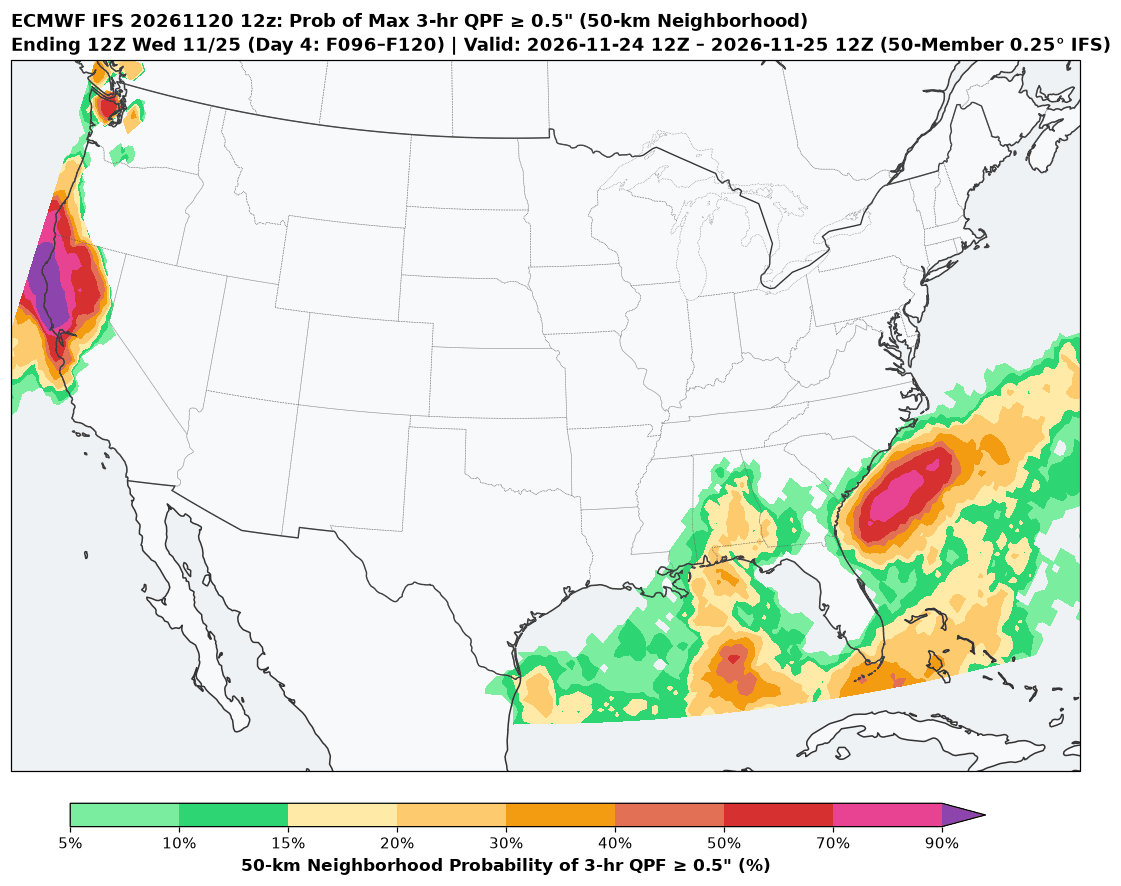 ECMWF IFS 20261120 12z: Prob of Max 3-hr QPF ≥ 0.5" (50-km Neighborhood)
Ending 12Z Wed 11/25 (Day 4: F096–F120) | Valid: 2026-11-24 12Z – 2026-11-25 12Z (50-Member 0.25° IFS)
5% 10% 15% 20% 30% 40% 50% 70% 90%
50-km Neighborhood Probability of 3-hr QPF ≥ 0.5" (%)